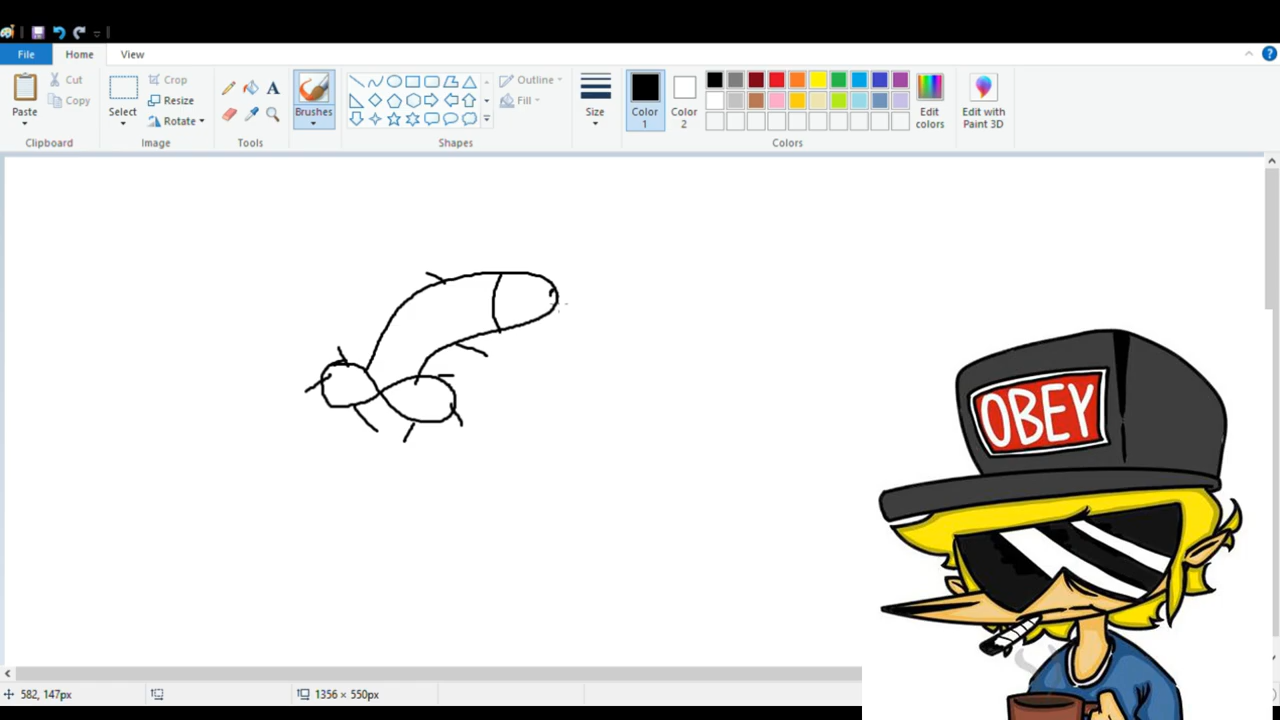 File Home View
Paste Cut Copy
Select Crop Resize Rotate
Brushes
Size
Outline Fill
Color 1 Color 2
Edit colors
Edit with Paint 3D
Clipboard Image Tools Shapes Colors
OBEY
582, 147px 1356 × 550px